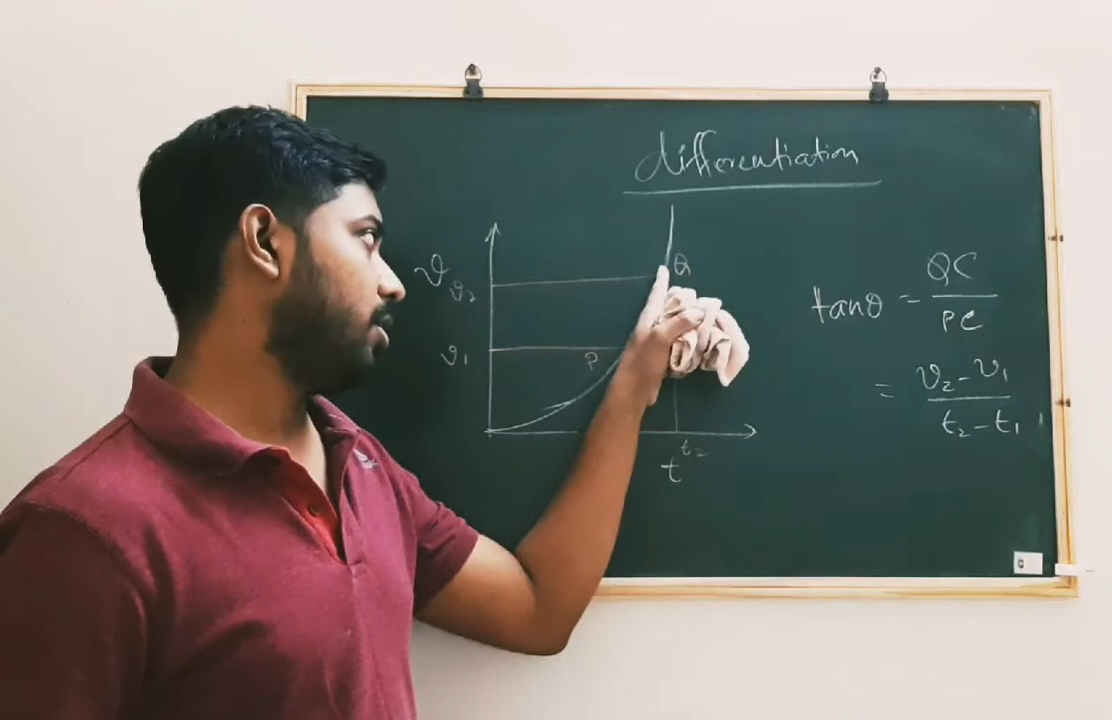 differentiation
v
v₂
Q
v₁
P
t₂
t
tanθ = QC / PC
= v₂ - v₁ / t₂ - t₁